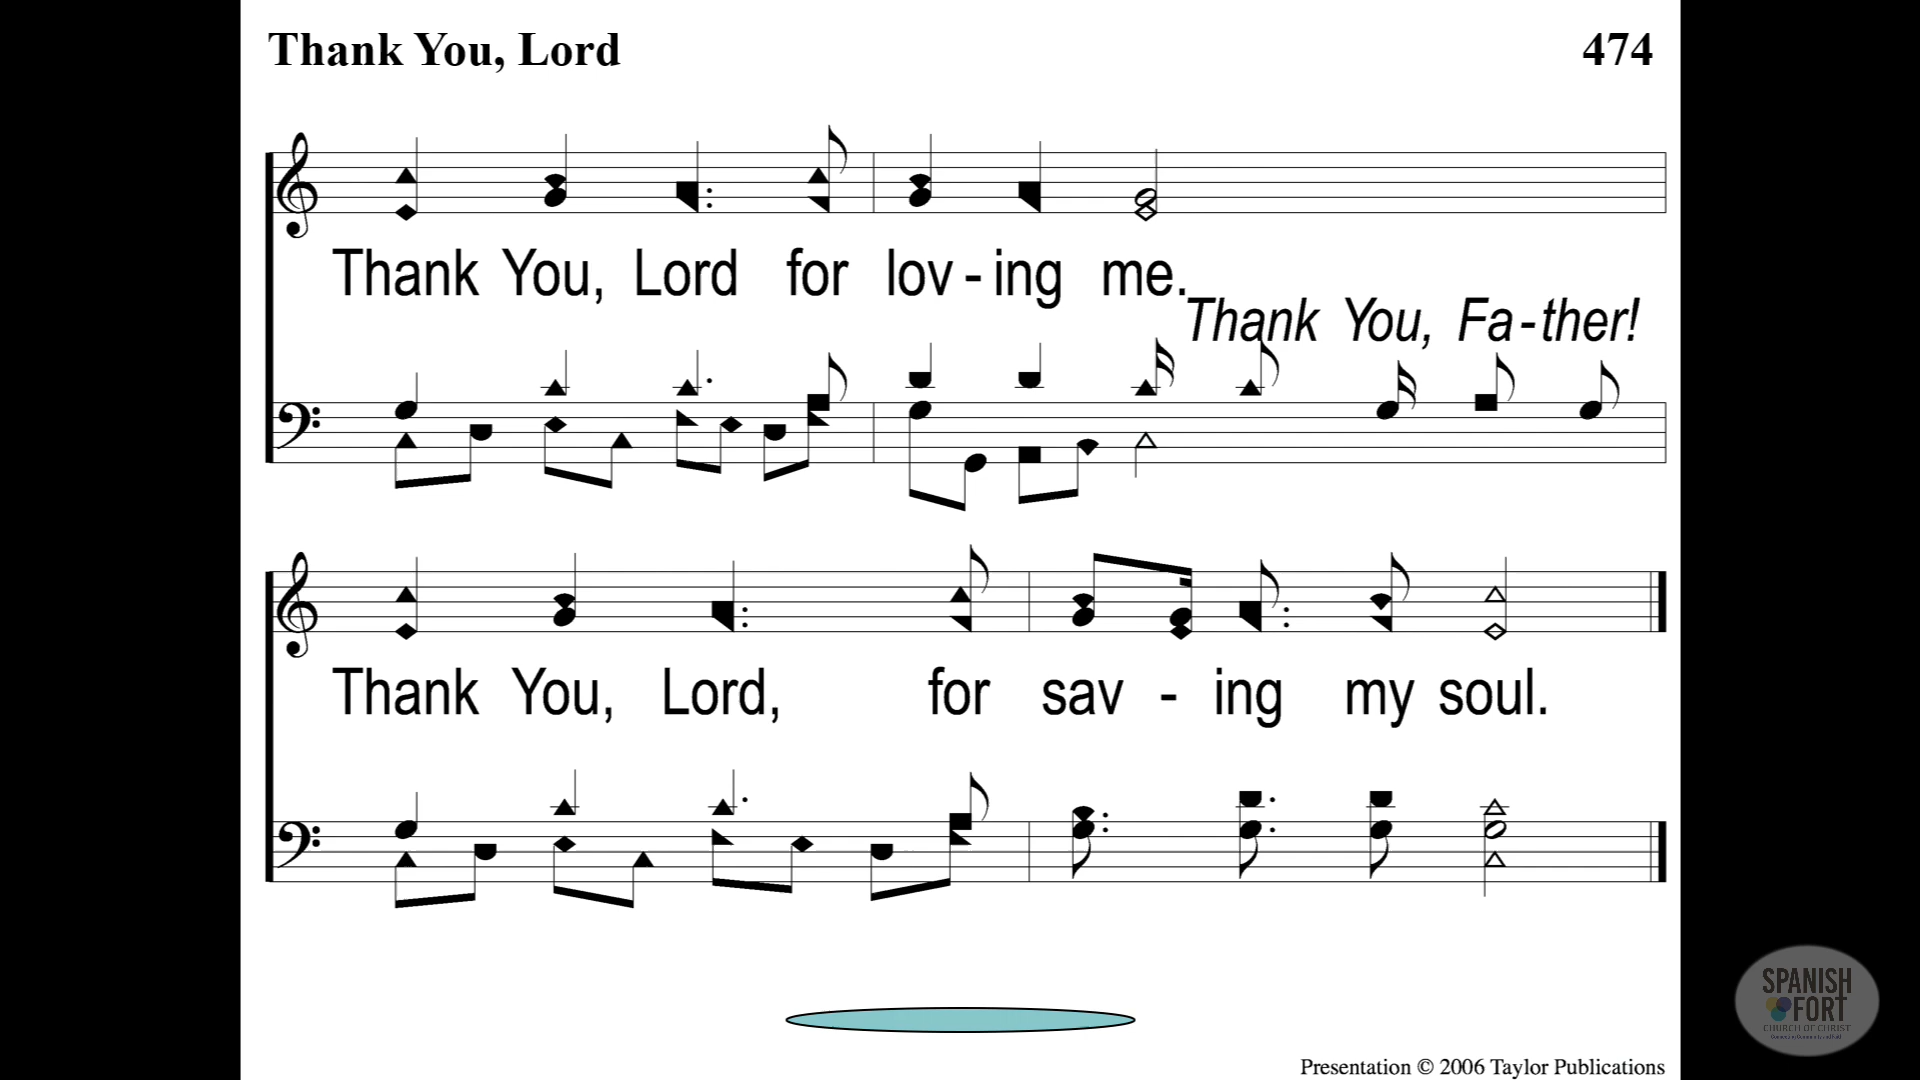 Thank You, Lord 474
Thank You, Lord for lov - ing me.
Thank You, Fa - ther!
Thank You, Lord, for sav - ing my soul.
SPANISH
FORT
CHURCH OF CHRIST
Presentation © 2006 Taylor Publications